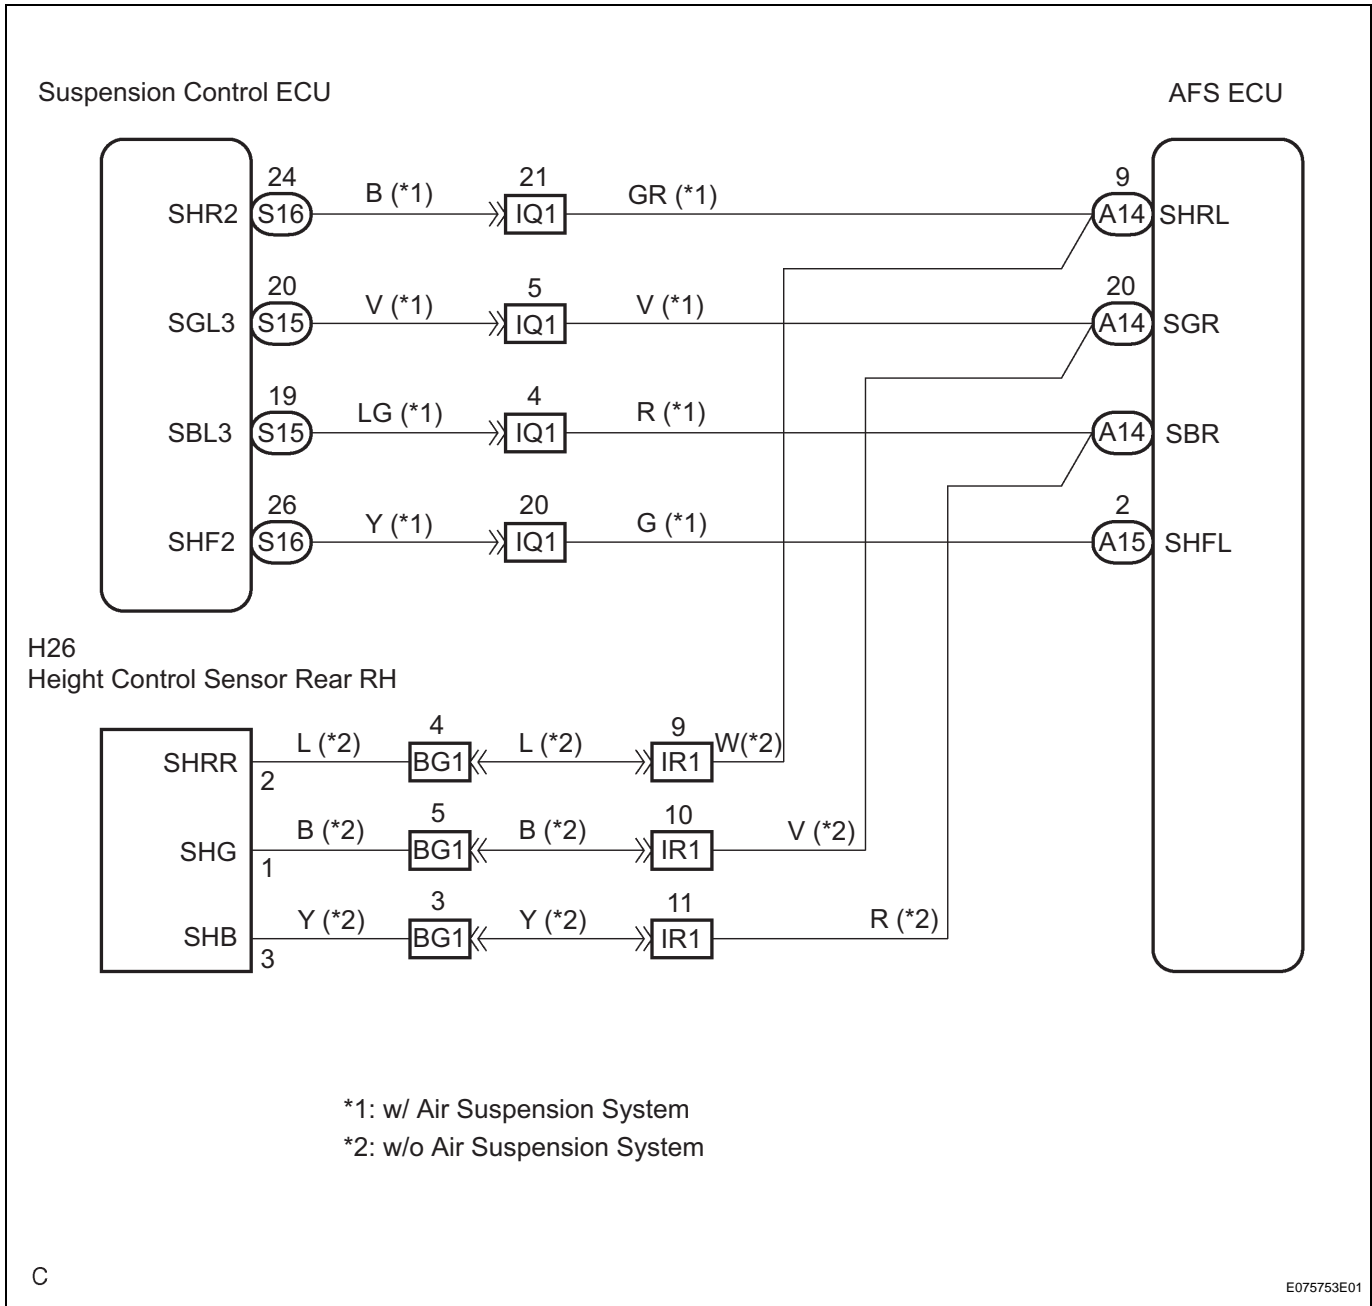 Suspension Control ECU
AFS ECU
24
21
9
B (*1)
GR (*1)
SHR2
S16
IQ1
A14
SHRL
20
5
20
V (*1)
V (*1)
SGL3
S15
IQ1
A14
SGR
19
4
LG (*1)
R (*1)
SBL3
S15
IQ1
A14
SBR
26
20
2
Y (*1)
G (*1)
SHF2
S16
IQ1
A15
SHFL
H26
Height Control Sensor Rear RH
4
9
L (*2)
L (*2)
W(*2)
SHRR
2
BG1
IR1
5
10
B (*2)
B (*2)
V (*2)
SHG
1
BG1
IR1
3
11
Y (*2)
Y (*2)
R (*2)
SHB
3
BG1
IR1
*1: w/ Air Suspension System
*2: w/o Air Suspension System
C
E075753E01